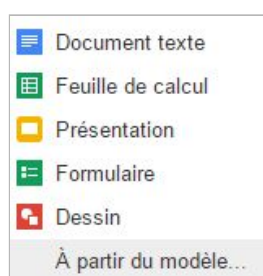 Document texte
Feuille de calcul
Présentation
Formulaire
Dessin
À partir du modèle...